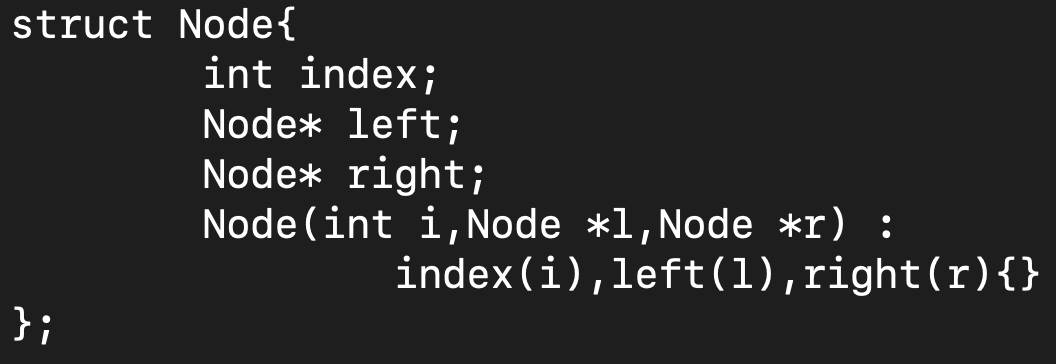 struct Node{
        int index;
        Node* left;
        Node* right;
        Node(int i,Node *l,Node *r) :
                index(i),left(l),right(r){}
};